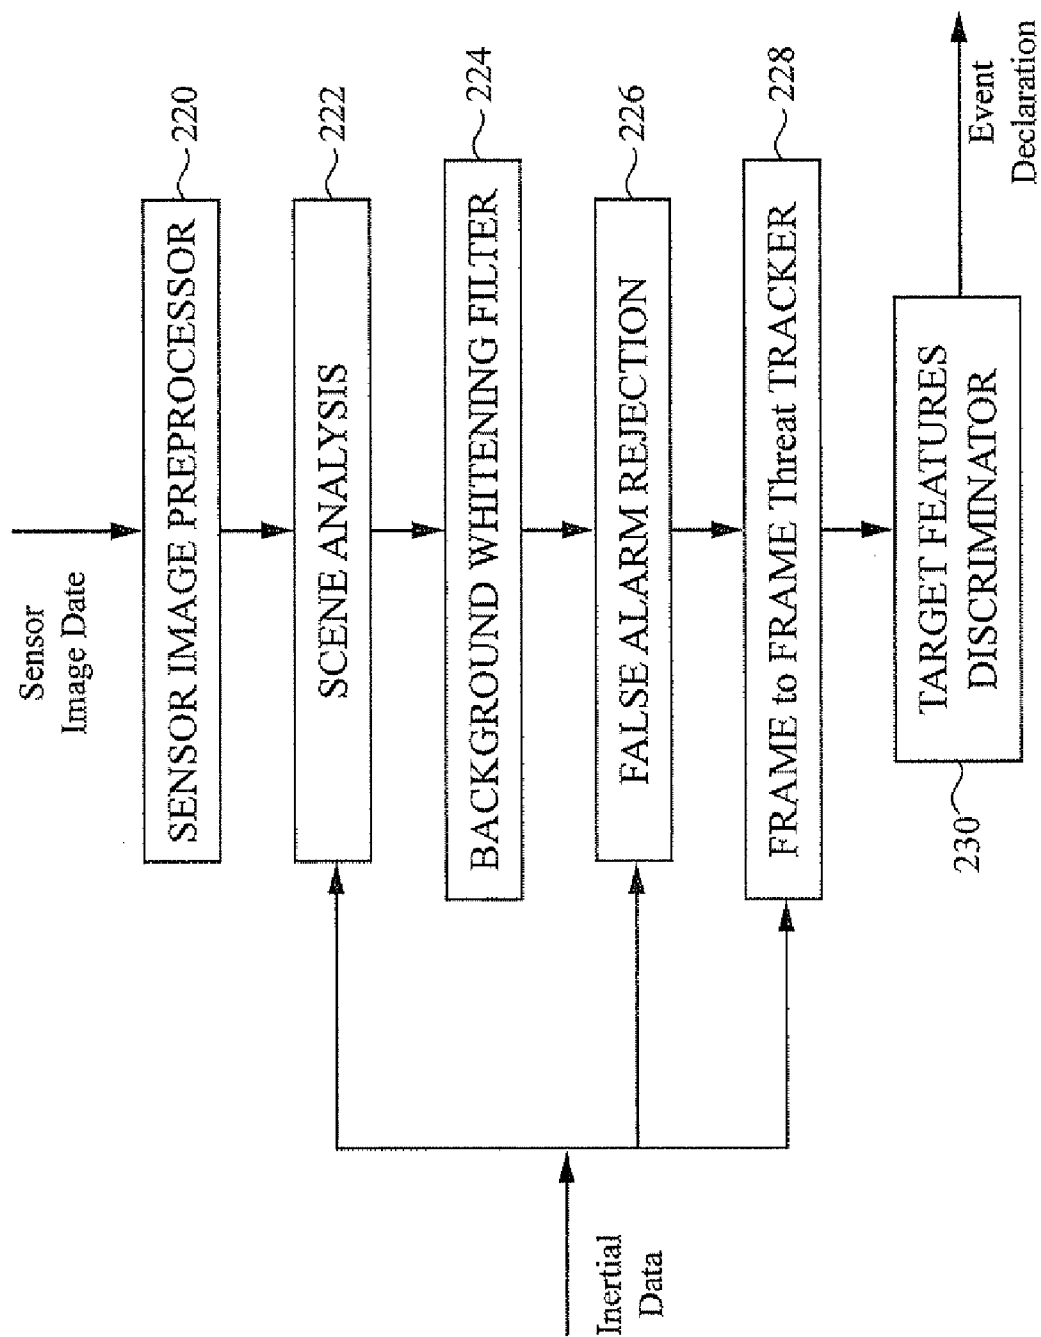 Sensor
Image Date
SENSOR IMAGE PREPROCESSOR
220
SCENE ANALYSIS
222
BACKGROUND WHITENING FILTER
224
FALSE ALARM REJECTION
226
FRAME to FRAME Threat TRACKER
228
TARGET FEATURES
DISCRIMINATOR
230
Inertial
Data
Event
Declaration